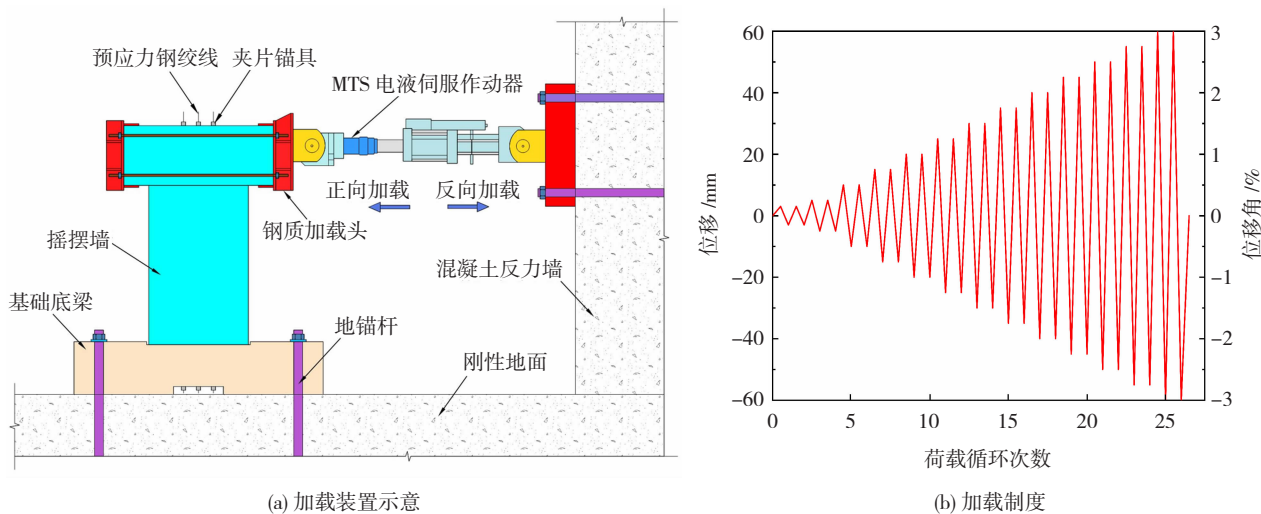 预应力钢绞线
夹片锚具
MTS 电液伺服作动器
正向加载
反向加载
钢质加载头
摇摆墙
混凝土反力墙
基础底梁
地锚杆
刚性地面
(a) 加载装置示意
60
40
20
0
−20
−40
−60
位移 /mm
3
2
1
0
−1
−2
−3
位移角 /%
0
5
10
15
20
25
荷载循环次数
(b) 加载制度